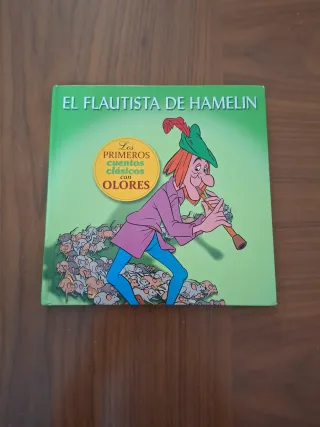 EL FLAUTISTA DE HAMELIN
Los
PRIMEROS
cuentos
clásicos
con
OLORES